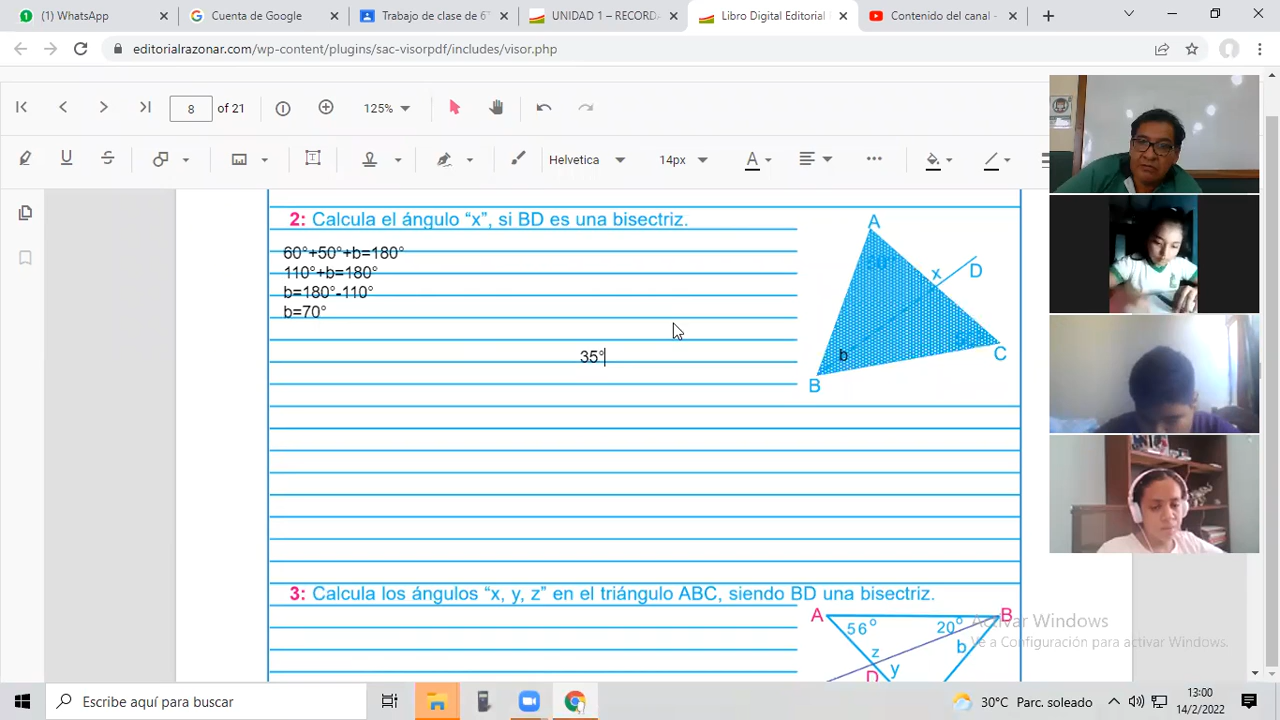 (1) WhatsApp
Cuenta de Google
Trabajo de clase de 6°
UNIDAD 1 – RECORDA
Libro Digital Editorial
Contenido del canal -
editorialrazonar.com/wp-content/plugins/sac-visorpdf/includes/visor.php
8 of 21
125%
Helvetica
14px
A
2: Calcula el ángulo “x”, si BD es una bisectriz.
60°+50°+b=180°
110°+b=180°
b=180°-110°
b=70°
35°
A
x
D
b
B
C
3: Calcula los ángulos “x, y, z” en el triángulo ABC, siendo BD una bisectriz.
A
B
56°
20°
b
z
y
D
Activar Windows
Ve a Configuración para activar Windows.
Escribe aquí para buscar
30°C Parc. soleado
13:00
14/2/2022